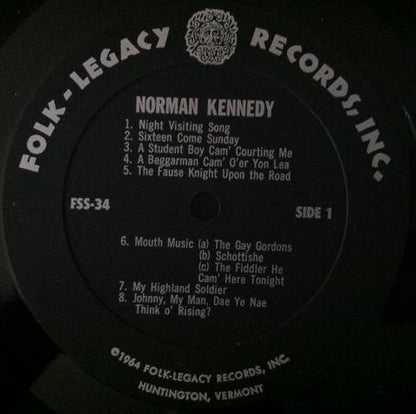 FOLK-LEGACY RECORDS, INC.
NORMAN KENNEDY
1. Night Visiting Song
2. Sixteen Come Sunday
3. A Student Boy Cam' Courting Me
4. A Beggarman Cam' O'er Yon Lea
5. The Fause Knight Upon the Road
FSS-34
SIDE 1
6. Mouth Music (a) The Gay Gordons
(b) Schottishe
(c) The Fiddler He
Cam' Here Tonight
7. My Highland Soldier
8. Johnny, My Man, Dae Ye Nae
Think o' Rising?
©1964 FOLK-LEGACY RECORDS, INC.
HUNTINGTON, VERMONT